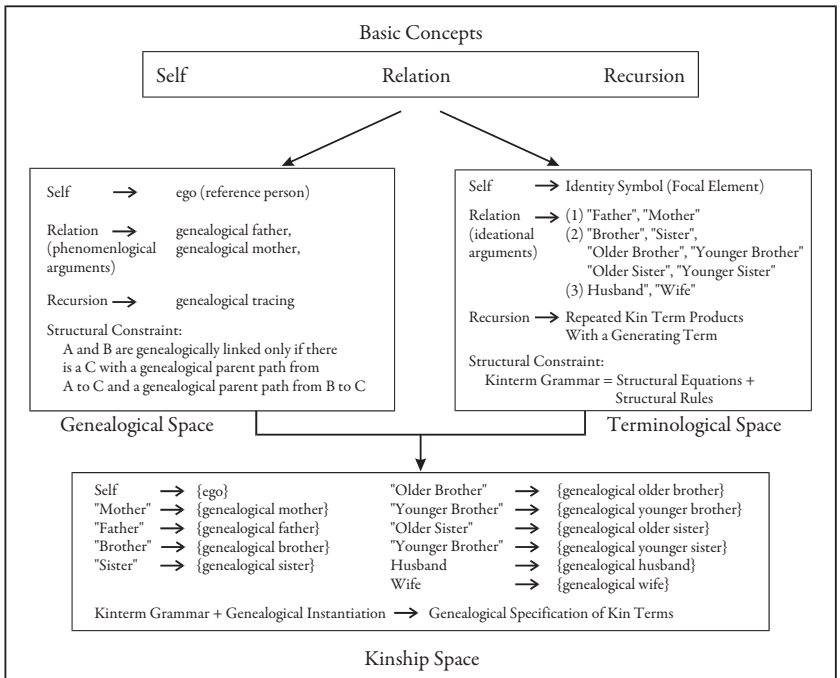 Basic Concepts
Self Relation Recursion
Self → ego (reference person)
Relation → genealogical father,
(phenomenlogical genealogical mother,
arguments)
Recursion → genealogical tracing
Structural Constraint:
A and B are genealogically linked only if there
is a C with a genealogical parent path from
A to C and a genealogical parent path from B to C
Genealogical Space
Self → Identity Symbol (Focal Element)
Relation → (1) "Father", "Mother"
(ideational (2) "Brother", "Sister",
arguments) "Older Brother", "Younger Brother"
"Older Sister", "Younger Sister"
(3) Husband", "Wife"
Recursion → Repeated Kin Term Products
With a Generating Term
Structural Constraint:
Kinterm Grammar = Structural Equations +
Structural Rules
Terminological Space
Self → {ego}
"Mother" → {genealogical mother}
"Father" → {genealogical father}
"Brother" → {genealogical brother}
"Sister" → {genealogical sister}
"Older Brother" → {genealogical older brother}
"Younger Brother" → {genealogical younger brother}
"Older Sister" → {genealogical older sister}
"Younger Brother" → {genealogical younger sister}
Husband → {genealogical husband}
Wife → {genealogical wife}
Kinterm Grammar + Genealogical Instantiation → Genealogical Specification of Kin Terms
Kinship Space